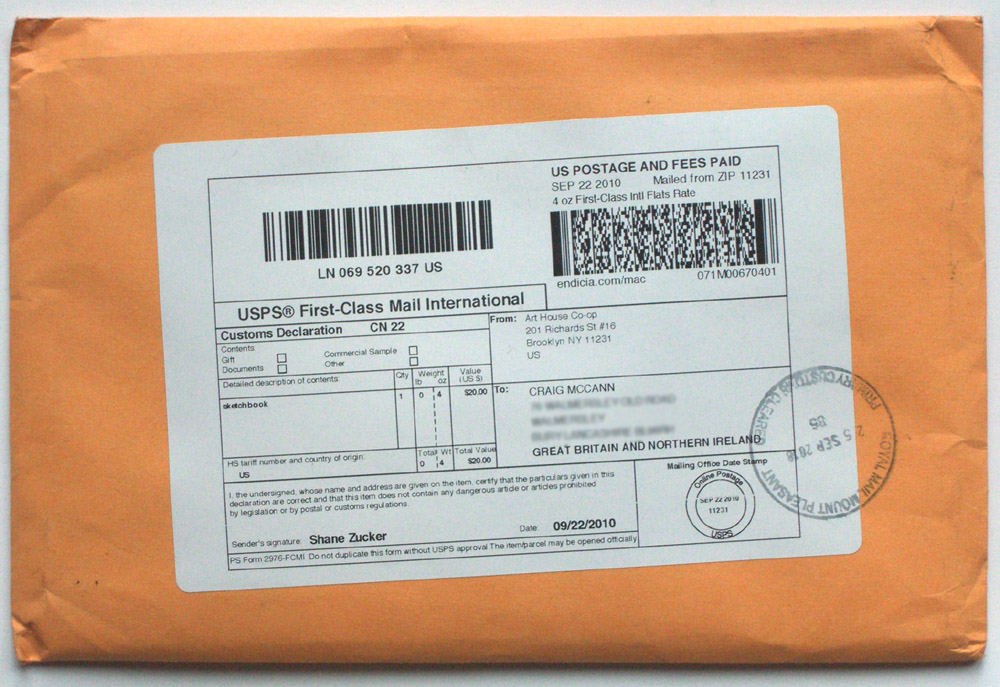 US POSTAGE AND FEES PAID
SEP 22 2010 Mailed from ZIP 11231
4 oz First-Class Intl Flats Rate
LN 069 520 337 US
endicia.com/mac 071M00670401
USPS® First-Class Mail International
Customs Declaration CN 22
Contents
Gift Commercial Sample
Documents Other
Detailed description of contents: Qty Weight lb oz Value (US $)
sketchbook 1 0 4 $20.00
HS tariff number and country of origin: Total Wt Total Value
US 0 4 $20.00
From: Art House Co-op
201 Richards St #16
Brooklyn NY 11231
US
To: CRAIG MCCANN
GREAT BRITAIN AND NORTHERN IRELAND
I, the undersigned, whose name and address are given on the item, certify that the particulars given in this
declaration are correct and that this item does not contain any dangerous article or articles prohibited
by legislation or by postal or customs regulations.
Sender's signature: Shane Zucker Date: 09/22/2010
PS Form 2976-FCMI Do not duplicate this form without USPS approval The item/parcel may be opened officially
Mailing Office Date Stamp
Online Postage
SEP 22 2010
11231
USPS
ROYAL MAIL MOUNT PLEASANT